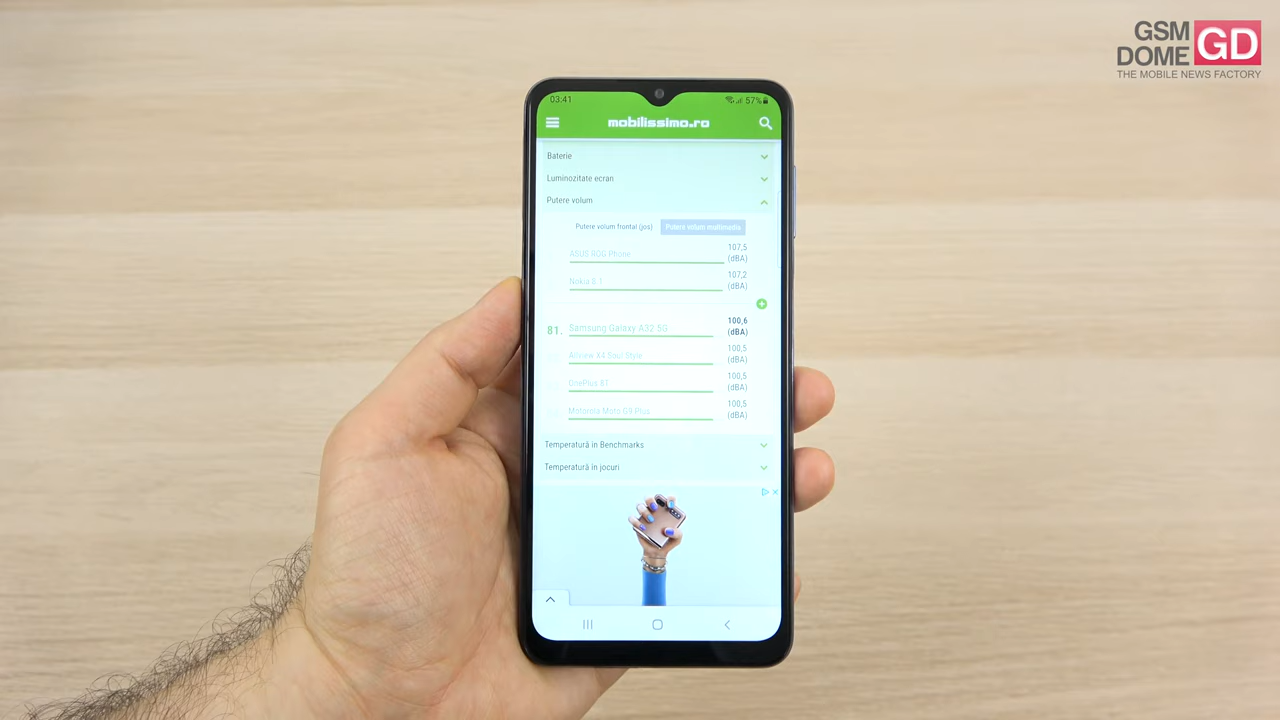 GSM
DOME GD
THE MOBILE NEWS FACTORY
03:41
57%
mobilissimo.ro
Baterie
Luminozitate ecran
Putere volum
Putere volum frontal (jos)
Putere volum multimedia
ASUS ROG Phone
107,5
(dBA)
107,2
(dBA)
81.
Samsung Galaxy A32 5G
100,6
(dBA)
Allview X4 Soul Style
100,5
(dBA)
OnePlus 6T
100,5
(dBA)
Motorola Moto G9 Plus
100,5
(dBA)
Temperatură în Benchmarks
Temperatură în jocuri